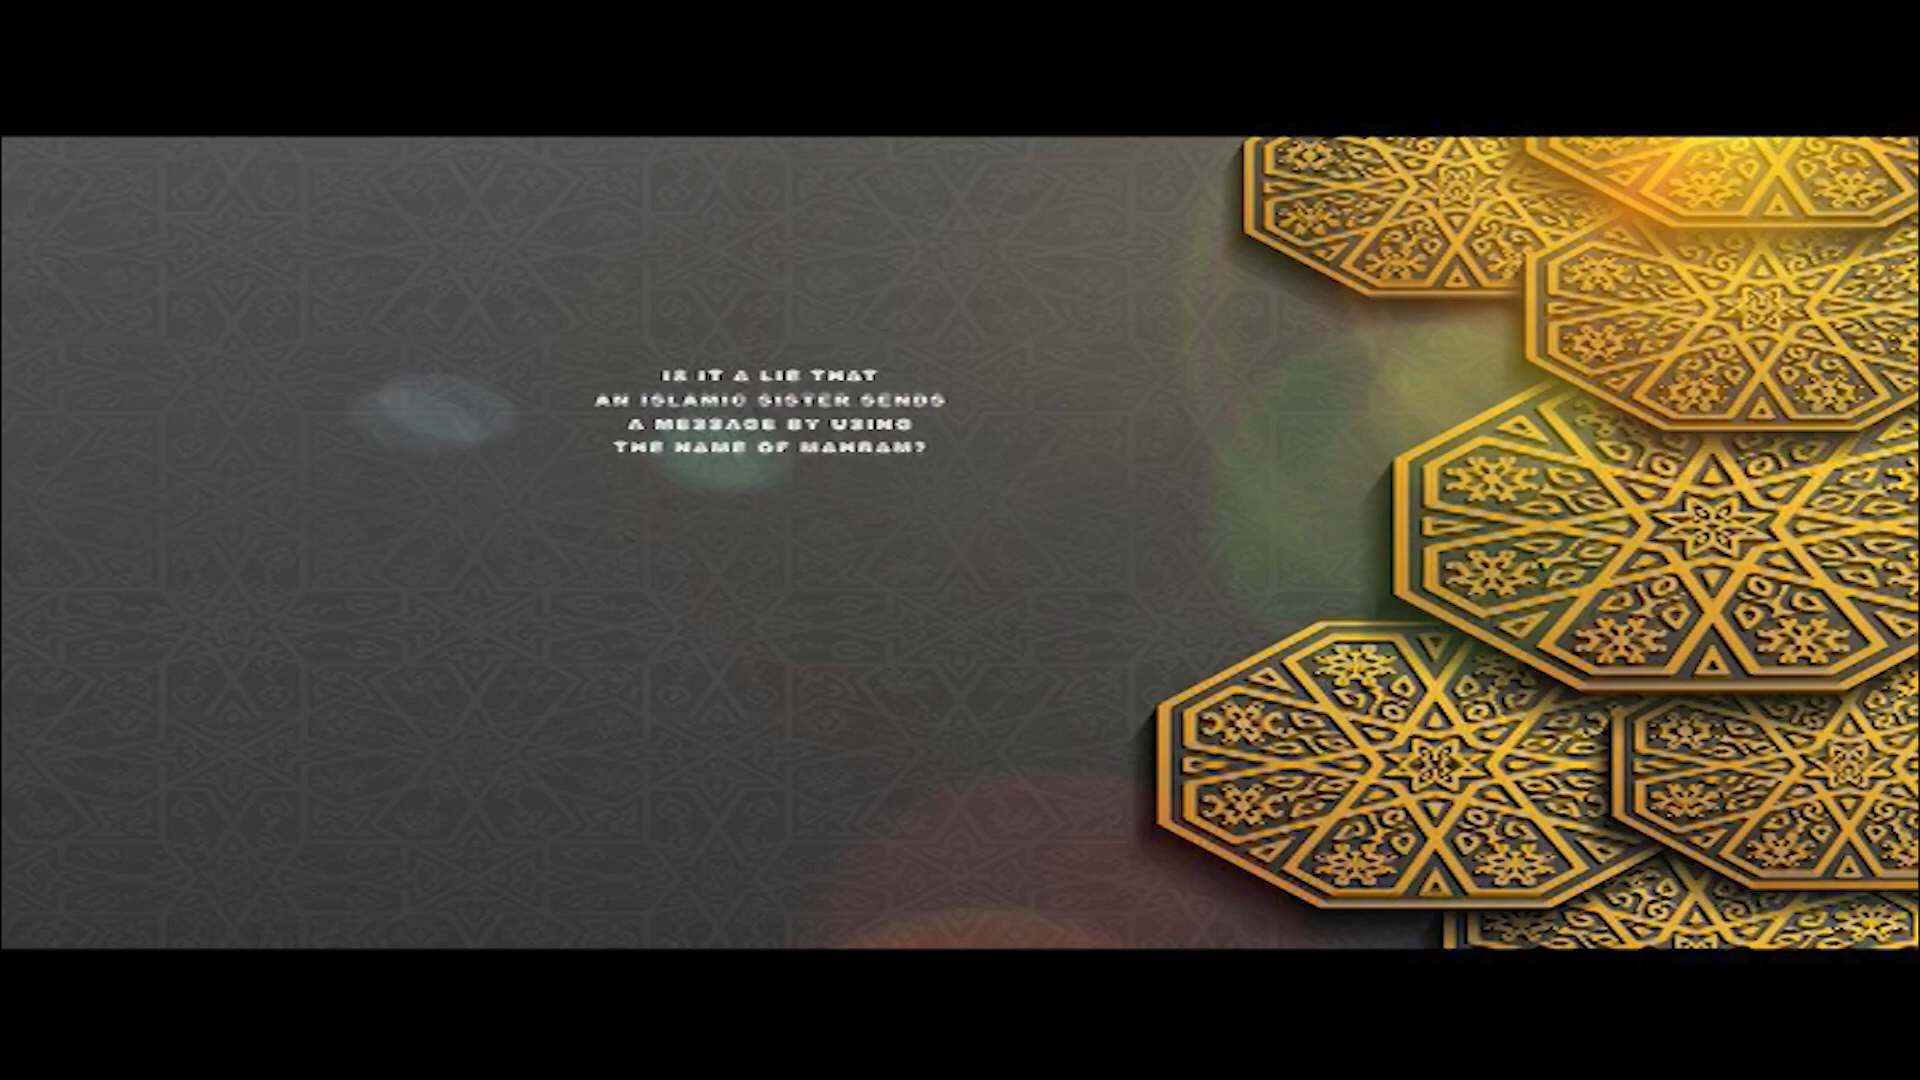 IS IT A LIE THAT
AN ISLAMIC SISTER SENDS
A MESSAGE BY USING
THE NAME OF MAHRAM?